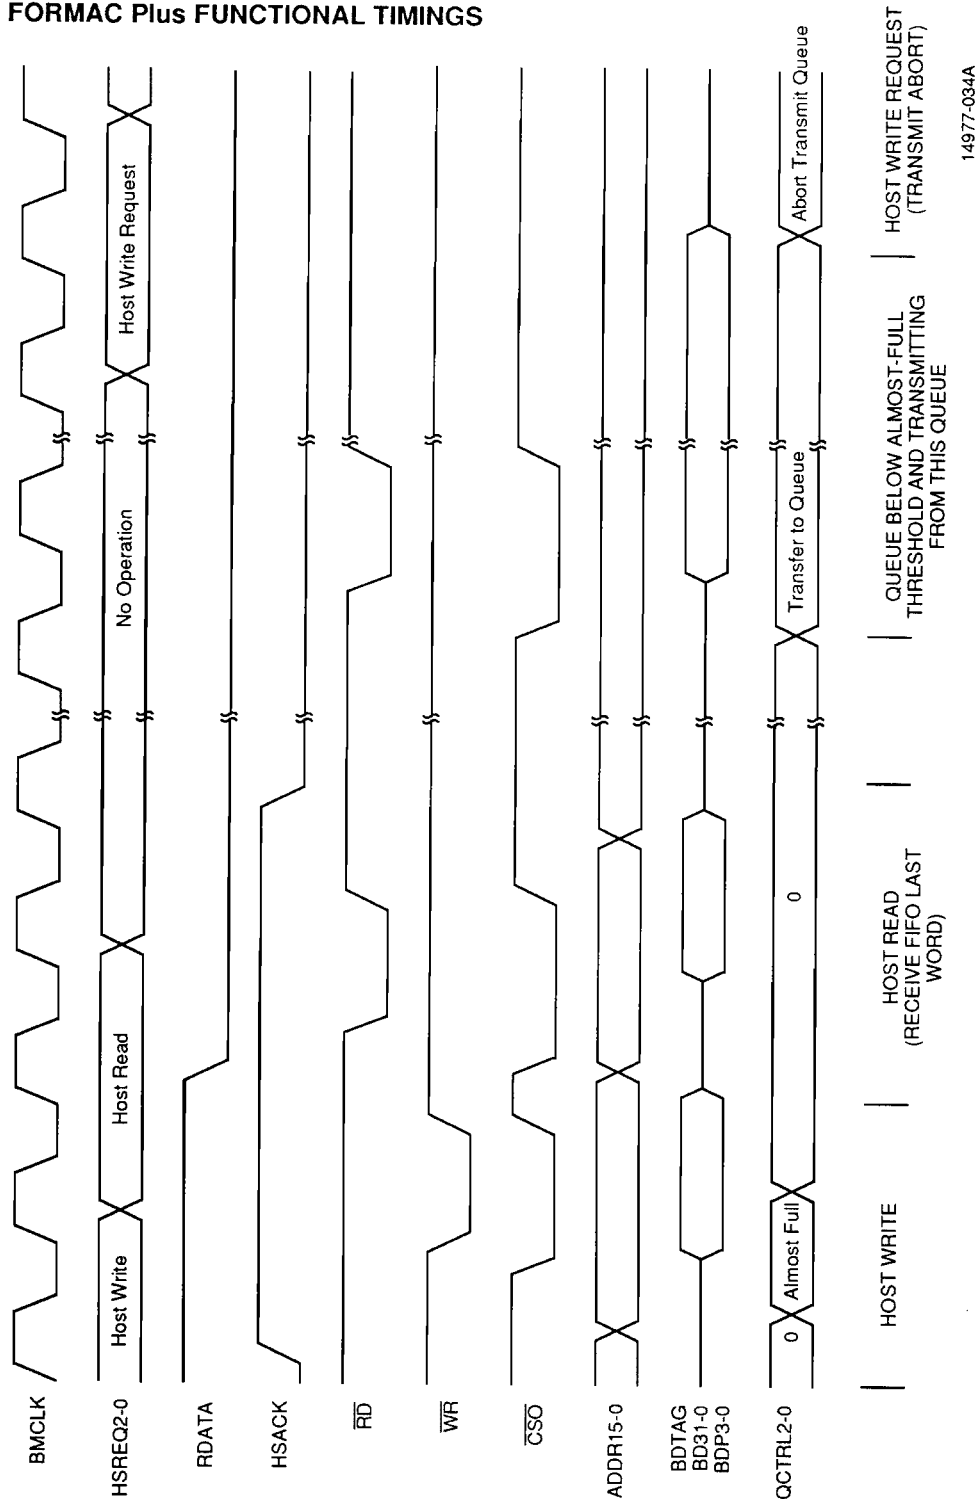 FORMAC Plus FUNCTIONAL TIMINGS
BMCLK
HSREQ2-0
Host Write
Host Read
No Operation
Host Write Request
RDATA
HSACK
RD
WR
CSO
ADDR15-0
BDTAG
BD31-0
BDP3-0
QCTRL2-0
0
Almost Full
0
Transfer to Queue
Abort Transmit Queue
HOST WRITE
HOST READ
(RECEIVE FIFO LAST
WORD)
QUEUE BELOW ALMOST-FULL
THRESHOLD AND TRANSMITTING
FROM THIS QUEUE
HOST WRITE REQUEST
(TRANSMIT ABORT)
14977-034A